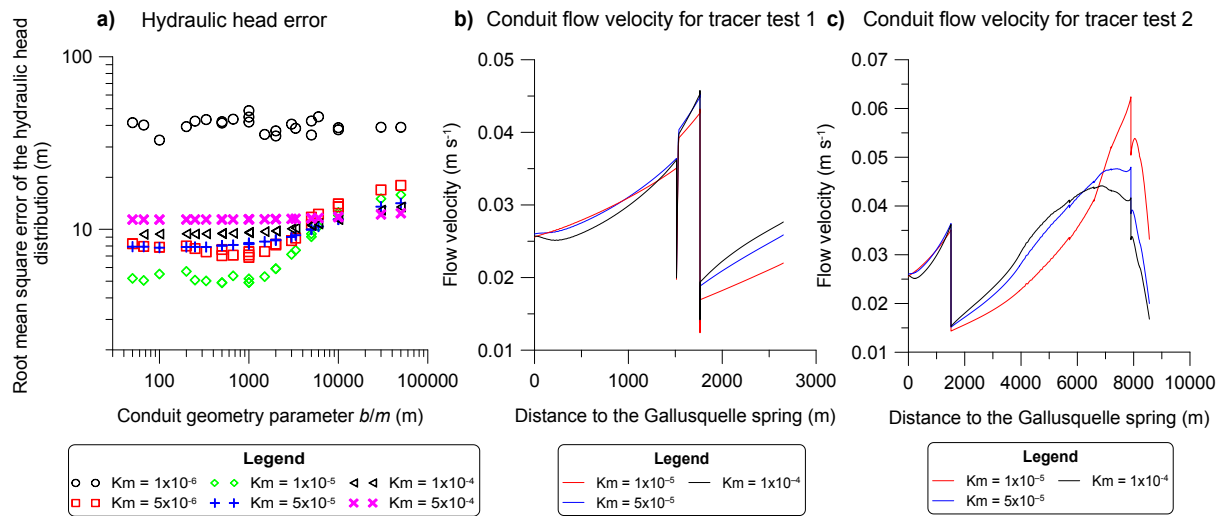 a) Hydraulic head error
Root mean square error of the hydraulic head
distribution (m)
100
10
100
1000
10000
100000
Conduit geometry parameter b/m (m)
Legend
Km = 1x10⁻⁶
Km = 1x10⁻⁵
Km = 1x10⁻⁴
Km = 5x10⁻⁶
Km = 5x10⁻⁵
Km = 5x10⁻⁴
b) Conduit flow velocity for tracer test 1
Flow velocity (m s⁻¹)
0.05
0.04
0.03
0.02
0.01
0
1000
2000
3000
Distance to the Gallusquelle spring (m)
Legend
Km = 1x10⁻⁵
Km = 1x10⁻⁴
Km = 5x10⁻⁵
c) Conduit flow velocity for tracer test 2
Flow velocity (m s⁻¹)
0.07
0.06
0.05
0.04
0.03
0.02
0.01
0
2000
4000
6000
8000
10000
Distance to the Gallusquelle spring (m)
Legend
Km = 1x10⁻⁵
Km = 1x10⁻⁴
Km = 5x10⁻⁵